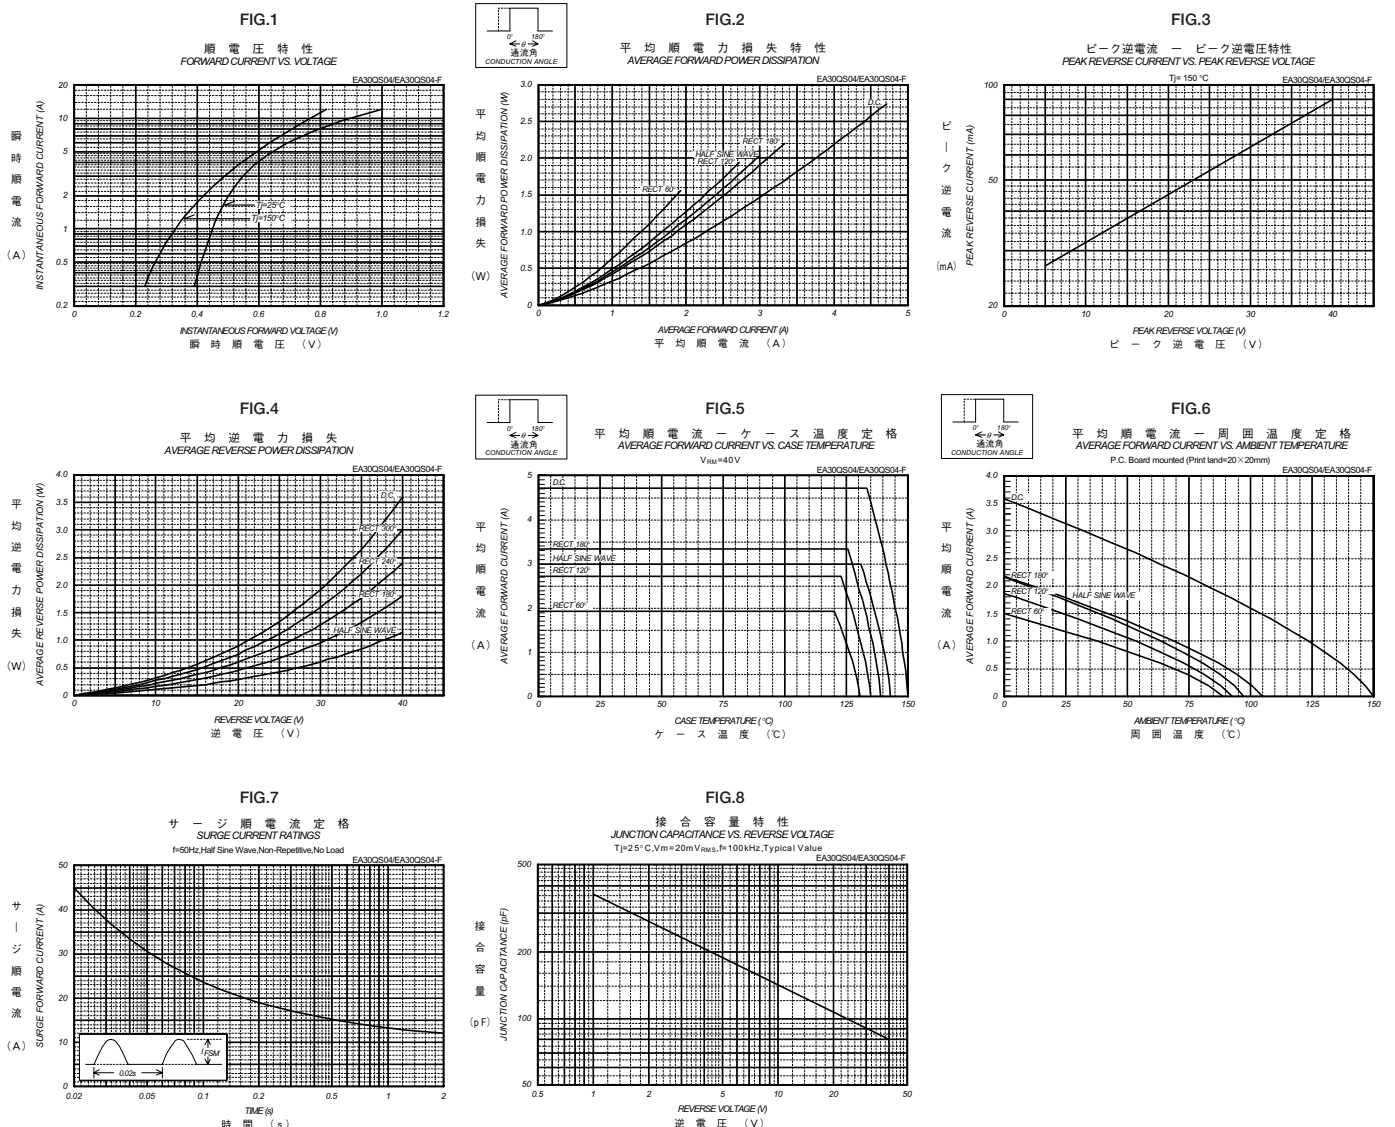 FIG.1
順電圧特性
FORWARD CURRENT VS. VOLTAGE
EA30QS04/EA30QS04-F
瞬時順電流 (A)
INSTANTANEOUS FORWARD CURRENT (A)
20
10
5
2
1
0.5
0.2
Tj=25°C
Tj=150°C
0 0.2 0.4 0.6 0.8 1.0 1.2
INSTANTANEOUS FORWARD VOLTAGE (V)
瞬時順電圧 (V)
0° 180°
θ
通流角
CONDUCTION ANGLE
FIG.2
平均順電力損失特性
AVERAGE FORWARD POWER DISSIPATION
EA30QS04/EA30QS04-F
平均順電力損失 (W)
AVERAGE FORWARD POWER DISSIPATION (W)
3.0
2.5
2.0
1.5
1.0
0.5
0
D.C.
RECT 180°
HALF SINE WAVE
RECT 120°
RECT 60°
0 1 2 3 4 5
AVERAGE FORWARD CURRENT (A)
平均順電流 (A)
FIG.3
ピーク逆電流 ー ピーク逆電圧特性
PEAK REVERSE CURRENT VS. PEAK REVERSE VOLTAGE
Tj= 150 °C
EA30QS04/EA30QS04-F
ピーク逆電流 (mA)
PEAK REVERSE CURRENT (mA)
100
50
20
0 10 20 30 40
PEAK REVERSE VOLTAGE (V)
ピーク逆電圧 (V)
FIG.4
平均逆電力損失
AVERAGE REVERSE POWER DISSIPATION
EA30QS04/EA30QS04-F
平均逆電力損失 (W)
AVERAGE REVERSE POWER DISSIPATION (W)
4.0
3.5
3.0
2.5
2.0
1.5
1.0
0.5
0
D.C.
RECT 300°
RECT 240°
RECT 180°
HALF SINE WAVE
0 10 20 30 40
REVERSE VOLTAGE (V)
逆電圧 (V)
0° 180°
θ
通流角
CONDUCTION ANGLE
FIG.5
平均順電流ーケース温度定格
AVERAGE FORWARD CURRENT VS. CASE TEMPERATURE
VRM=40V
EA30QS04/EA30QS04-F
平均順電流 (A)
AVERAGE FORWARD CURRENT (A)
5
4
3
2
1
0
D.C.
RECT 180°
HALF SINE WAVE
RECT 120°
RECT 60°
0 25 50 75 100 125 150
CASE TEMPERATURE (°C)
ケース温度 (℃)
0° 180°
θ
通流角
CONDUCTION ANGLE
FIG.6
平均順電流ー周囲温度定格
AVERAGE FORWARD CURRENT VS. AMBIENT TEMPERATURE
P.C. Board mounted (Print land=20×20mm)
EA30QS04/EA30QS04-F
平均順電流 (A)
AVERAGE FORWARD CURRENT (A)
4.0
3.5
3.0
2.5
2.0
1.5
1.0
0.5
0
D.C.
RECT 180°
RECT 120°
HALF SINE WAVE
RECT 60°
0 25 50 75 100 125 150
AMBIENT TEMPERATURE (°C)
周囲温度 (℃)
FIG.7
サージ順電流定格
SURGE CURRENT RATINGS
f=50Hz,Half Sine Wave,Non-Repetitive,No Load
EA30QS04/EA30QS04-F
サージ順電流 (A)
SURGE FORWARD CURRENT (A)
50
40
30
20
10
0
IFSM
0.02s
0.02 0.05 0.1 0.2 0.5 1 2
TIME (s)
時間 (s)
FIG.8
接合容量特性
JUNCTION CAPACITANCE VS. REVERSE VOLTAGE
Tj=25°C,Vm=20mVRMS,f=100kHz,Typical Value
EA30QS04/EA30QS04-F
接合容量 (pF)
JUNCTION CAPACITANCE (pF)
500
200
100
50
0.5 1 2 5 10 20 50
REVERSE VOLTAGE (V)
逆電圧 (V)